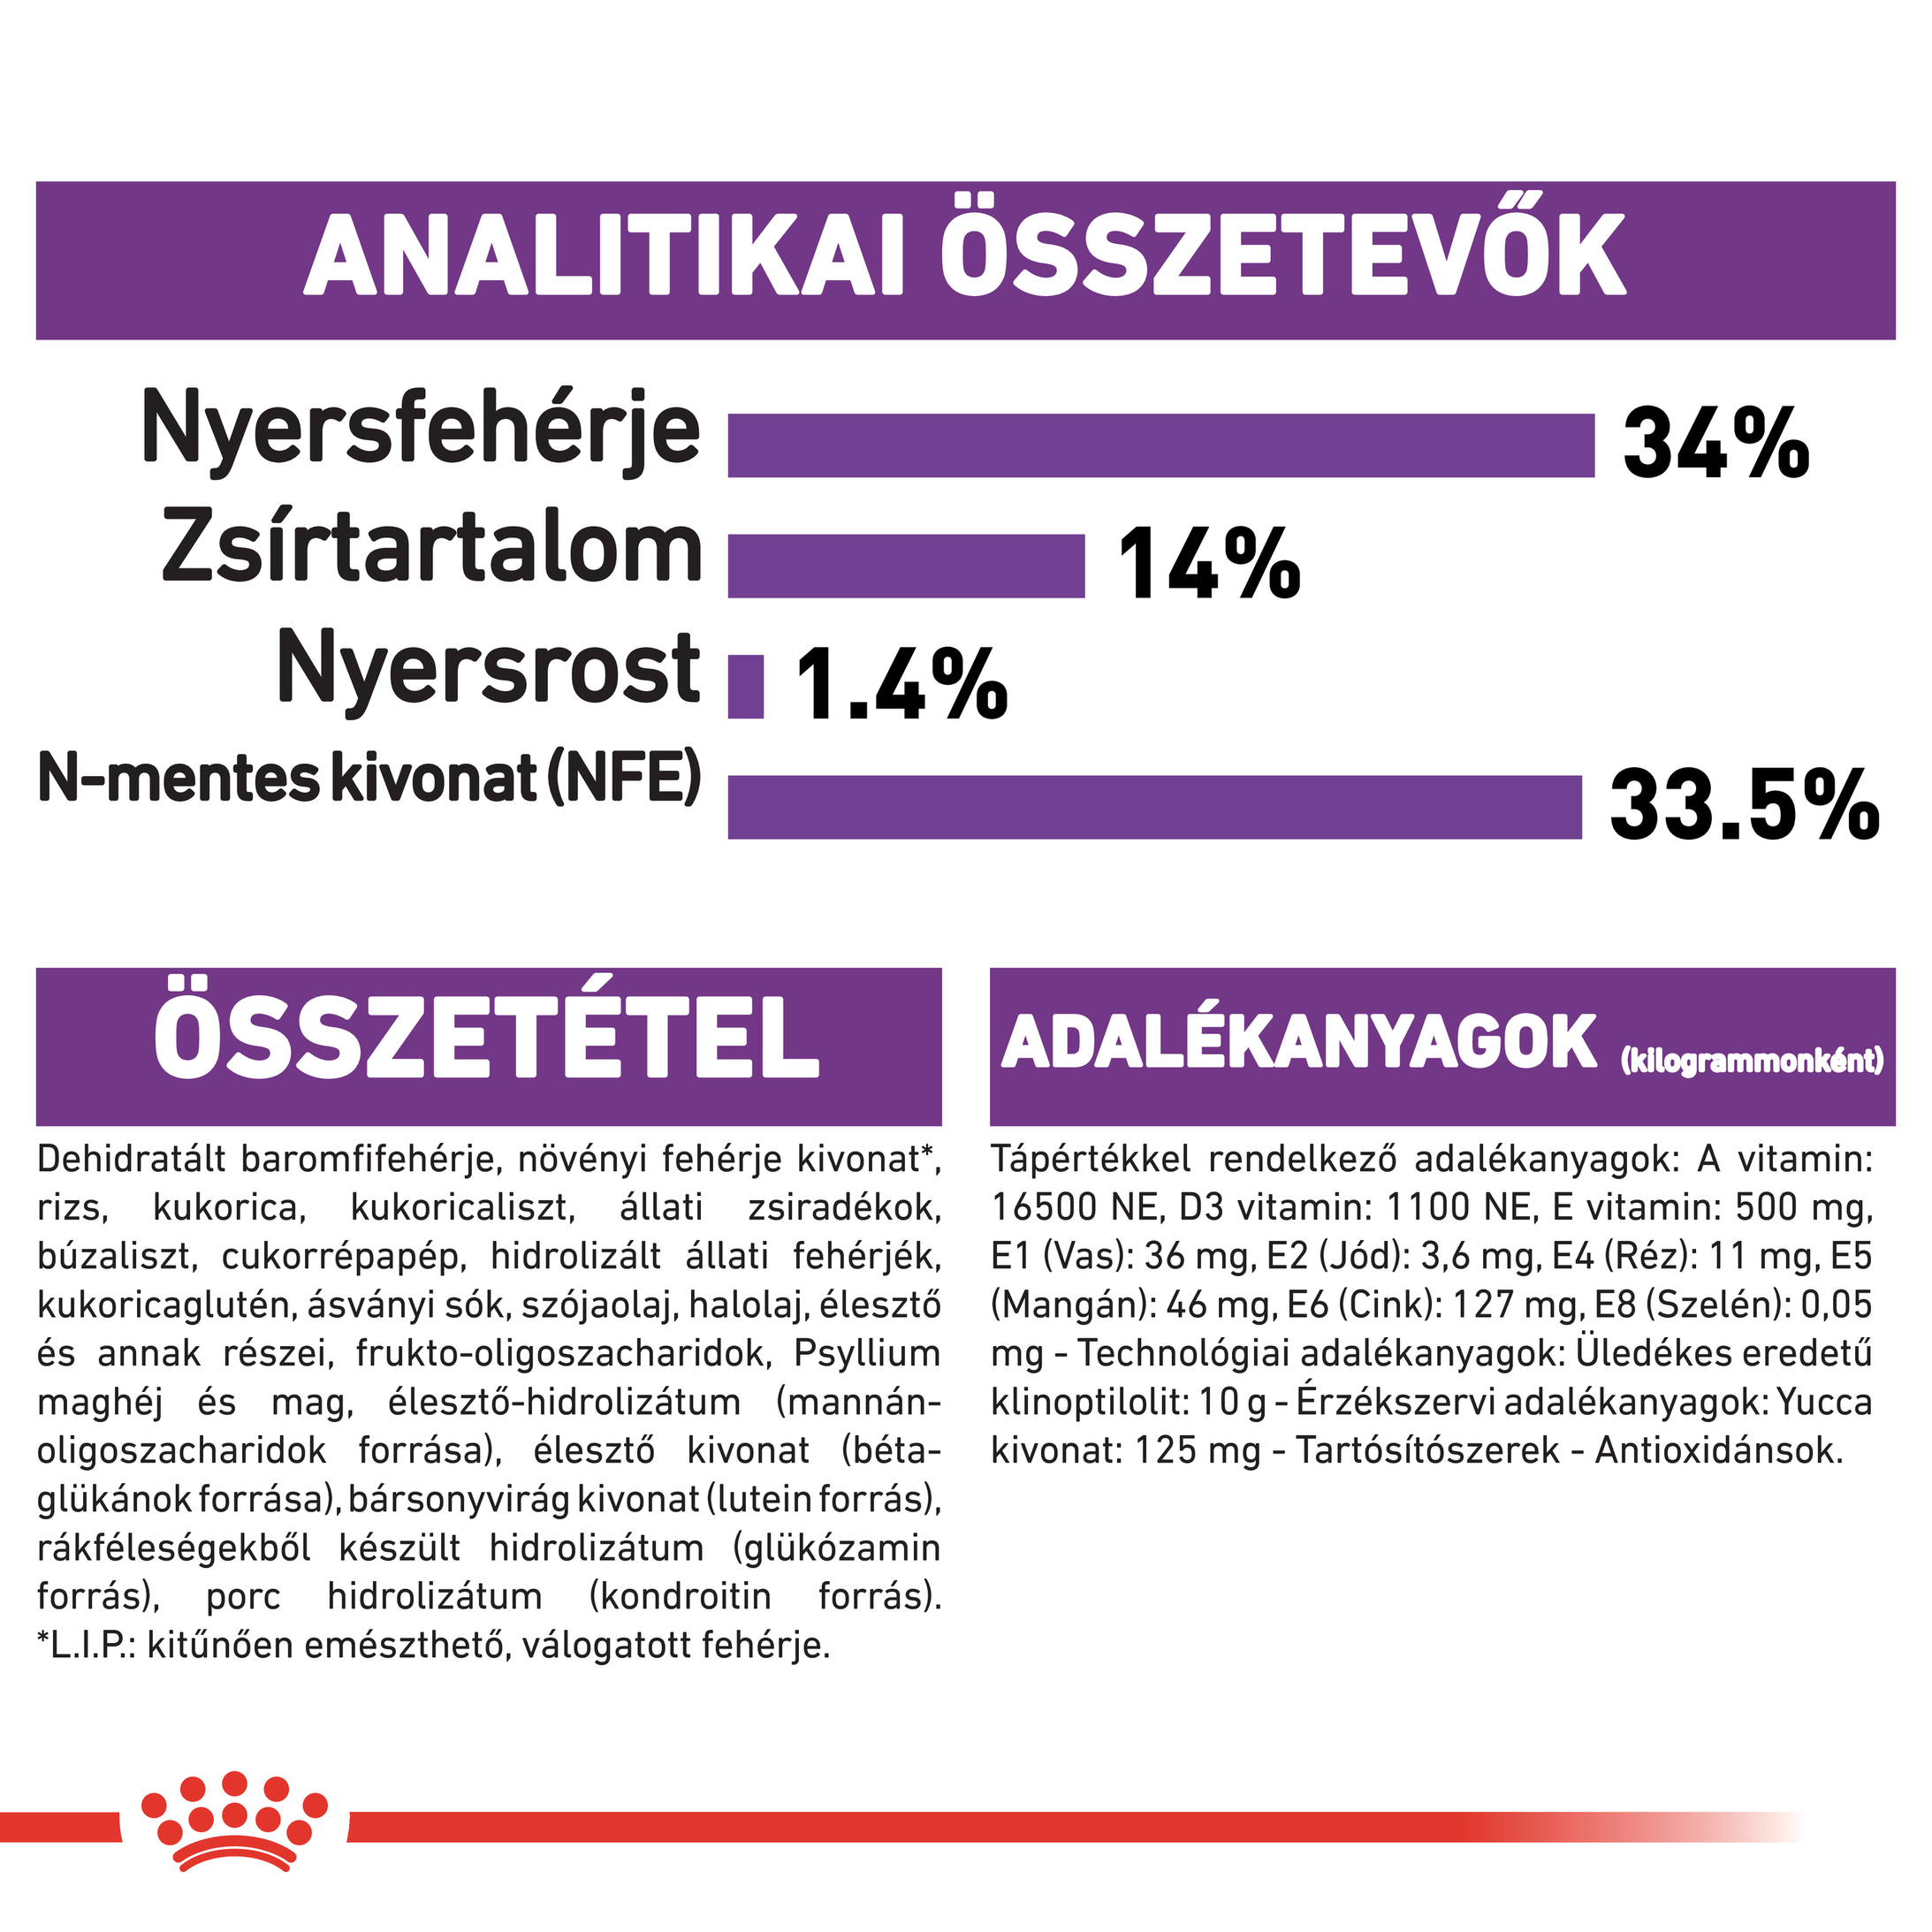 ANALITIKAI ÖSSZETEVŐK
Nyersfehérje 34%
Zsírtartalom 14%
Nyersrost 1.4%
N-mentes kivonat (NFE) 33.5%
ÖSSZETÉTEL
Dehidratált baromfifehérje, növényi fehérje kivonat*,
rizs, kukorica, kukoricaliszt, állati zsiradékok,
búzaliszt, cukorrépapép, hidrolizált állati fehérjék,
kukoricaglutén, ásványi sók, szójaolaj, halolaj, élesztő
és annak részei, frukto-oligoszacharidok, Psyllium
maghéj és mag, élesztő-hidrolizátum (mannán-
oligoszacharidok forrása), élesztő kivonat (béta-
glükánok forrása), bársonyvirág kivonat (lutein forrás),
rákféleségekből készült hidrolizátum (glükózamin
forrás), porc hidrolizátum (kondroitin forrás).
*L.I.P.: kitűnően emészthető, válogatott fehérje.
ADALÉKANYAGOK (kilogrammonként)
Tápértékkel rendelkező adalékanyagok: A vitamin:
16500 NE, D3 vitamin: 1100 NE, E vitamin: 500 mg,
E1 (Vas): 36 mg, E2 (Jód): 3,6 mg, E4 (Réz): 11 mg, E5
(Mangán): 46 mg, E6 (Cink): 127 mg, E8 (Szelén): 0,05
mg - Technológiai adalékanyagok: Üledékes eredetű
klinoptilolit: 10 g - Érzékszervi adalékanyagok: Yucca
kivonat: 125 mg - Tartósítószerek - Antioxidánsok.